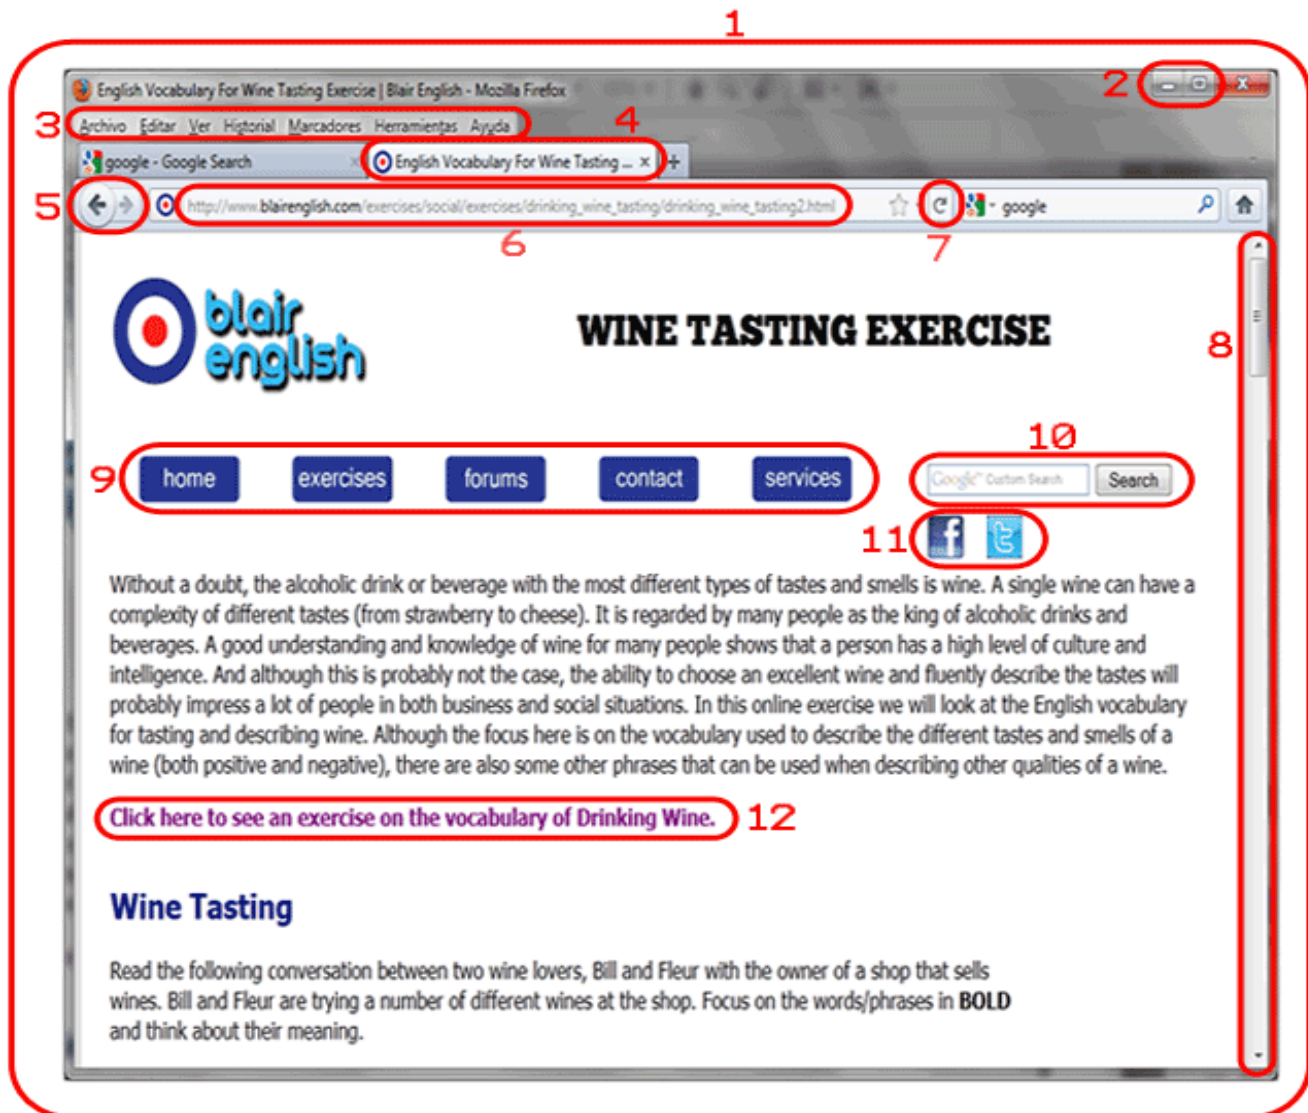 1
English Vocabulary For Wine Tasting Exercise | Blair English - Mozilla Firefox
2
3
Archivo Editar Ver Historial Marcadores Herramientas Ayuda
4
google - Google Search
English Vocabulary For Wine Tasting ...
5
http://www.blairenglish.com/exercises/social/exercises/drinking_wine_tasting/drinking_wine_tasting2.html
google
6
7
blair
english
WINE TASTING EXERCISE
8
9
home exercises forums contact services
10
Google™ Custom Search Search
11
f t
Without a doubt, the alcoholic drink or beverage with the most different types of tastes and smells is wine. A single wine can have a
complexity of different tastes (from strawberry to cheese). It is regarded by many people as the king of alcoholic drinks and
beverages. A good understanding and knowledge of wine for many people shows that a person has a high level of culture and
intelligence. And although this is probably not the case, the ability to choose an excellent wine and fluently describe the tastes will
probably impress a lot of people in both business and social situations. In this online exercise we will look at the English vocabulary
for tasting and describing wine. Although the focus here is on the vocabulary used to describe the different tastes and smells of a
wine (both positive and negative), there are also some other phrases that can be used when describing other qualities of a wine.
Click here to see an exercise on the vocabulary of Drinking Wine.
12
Wine Tasting
Read the following conversation between two wine lovers, Bill and Fleur with the owner of a shop that sells
wines. Bill and Fleur are trying a number of different wines at the shop. Focus on the words/phrases in BOLD
and think about their meaning.